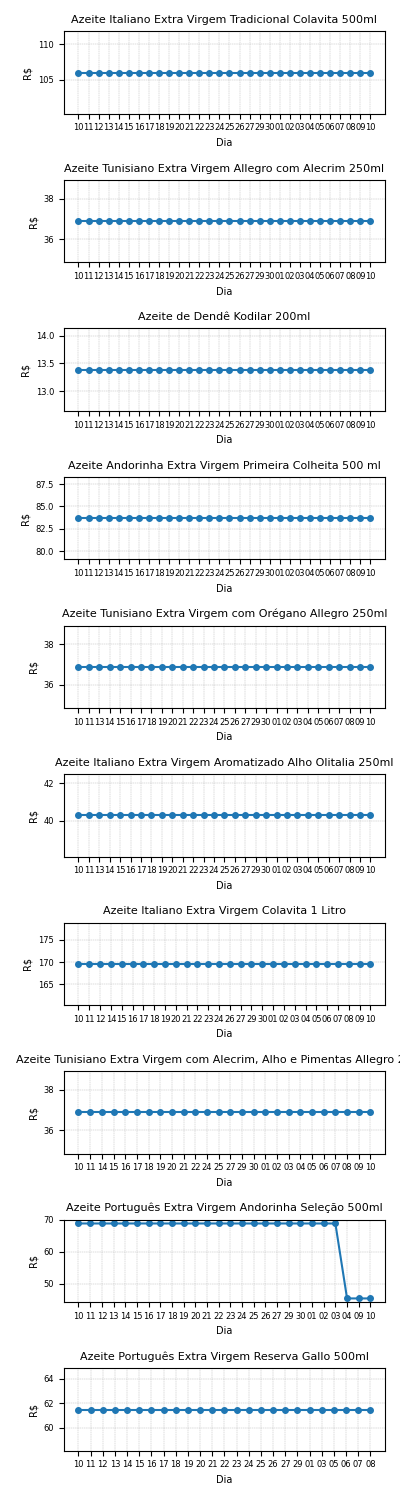 Azeite Italiano Extra Virgem Tradicional Colavita 500ml
110
105
R$
10 11 12 13 14 15 16 17 18 19 20 21 22 23 24 25 26 27 29 30 01 02 03 04 05 06 07 08 09 10
Dia
Azeite Tunisiano Extra Virgem Allegro com Alecrim 250ml
38
36
R$
10 11 12 13 14 15 16 17 18 19 20 21 22 23 24 25 26 27 29 30 01 02 03 04 05 06 07 08 09 10
Dia
Azeite de Dendê Kodilar 200ml
14.0
13.5
13.0
R$
10 11 12 13 14 15 16 17 18 19 20 21 22 23 24 25 26 27 29 30 01 02 03 04 05 06 07 08 09 10
Dia
Azeite Andorinha Extra Virgem Primeira Colheita 500 ml
87.5
85.0
82.5
80.0
R$
10 11 12 13 14 15 16 17 18 19 20 21 22 23 24 25 26 27 29 30 01 02 03 04 05 06 07 08 09 10
Dia
Azeite Tunisiano Extra Virgem com Orégano Allegro 250ml
38
36
R$
10 11 12 13 14 15 16 17 18 19 20 21 22 24 25 26 27 29 30 01 02 03 04 05 06 07 08 09 10
Dia
Azeite Italiano Extra Virgem Aromatizado Alho Olitalia 250ml
42
40
R$
10 11 12 13 14 15 16 17 18 19 20 21 22 23 24 25 26 27 29 30 01 02 03 04 05 06 07 08 09 10
Dia
Azeite Italiano Extra Virgem Colavita 1 Litro
175
170
165
R$
10 11 12 14 15 16 17 18 19 20 21 22 23 24 25 26 27 29 30 01 02 03 04 05 06 07 08 10
Dia
Azeite Tunisiano Extra Virgem com Alecrim, Alho e Pimentas Allegro 2
38
36
R$
10 11 14 15 16 17 18 19 20 21 22 24 25 26 27 29 30 01 02 03 04 05 06 07 08 10
Dia
Azeite Português Extra Virgem Andorinha Seleção 500ml
70
60
50
R$
10 11 13 14 15 16 17 18 19 20 21 22 23 24 25 26 27 29 30 01 02 03 04 09 10
Dia
Azeite Português Extra Virgem Reserva Gallo 500ml
64
62
60
R$
10 11 12 13 14 15 16 17 18 19 20 21 22 23 24 25 26 27 29 01 03 05 06 07 08
Dia